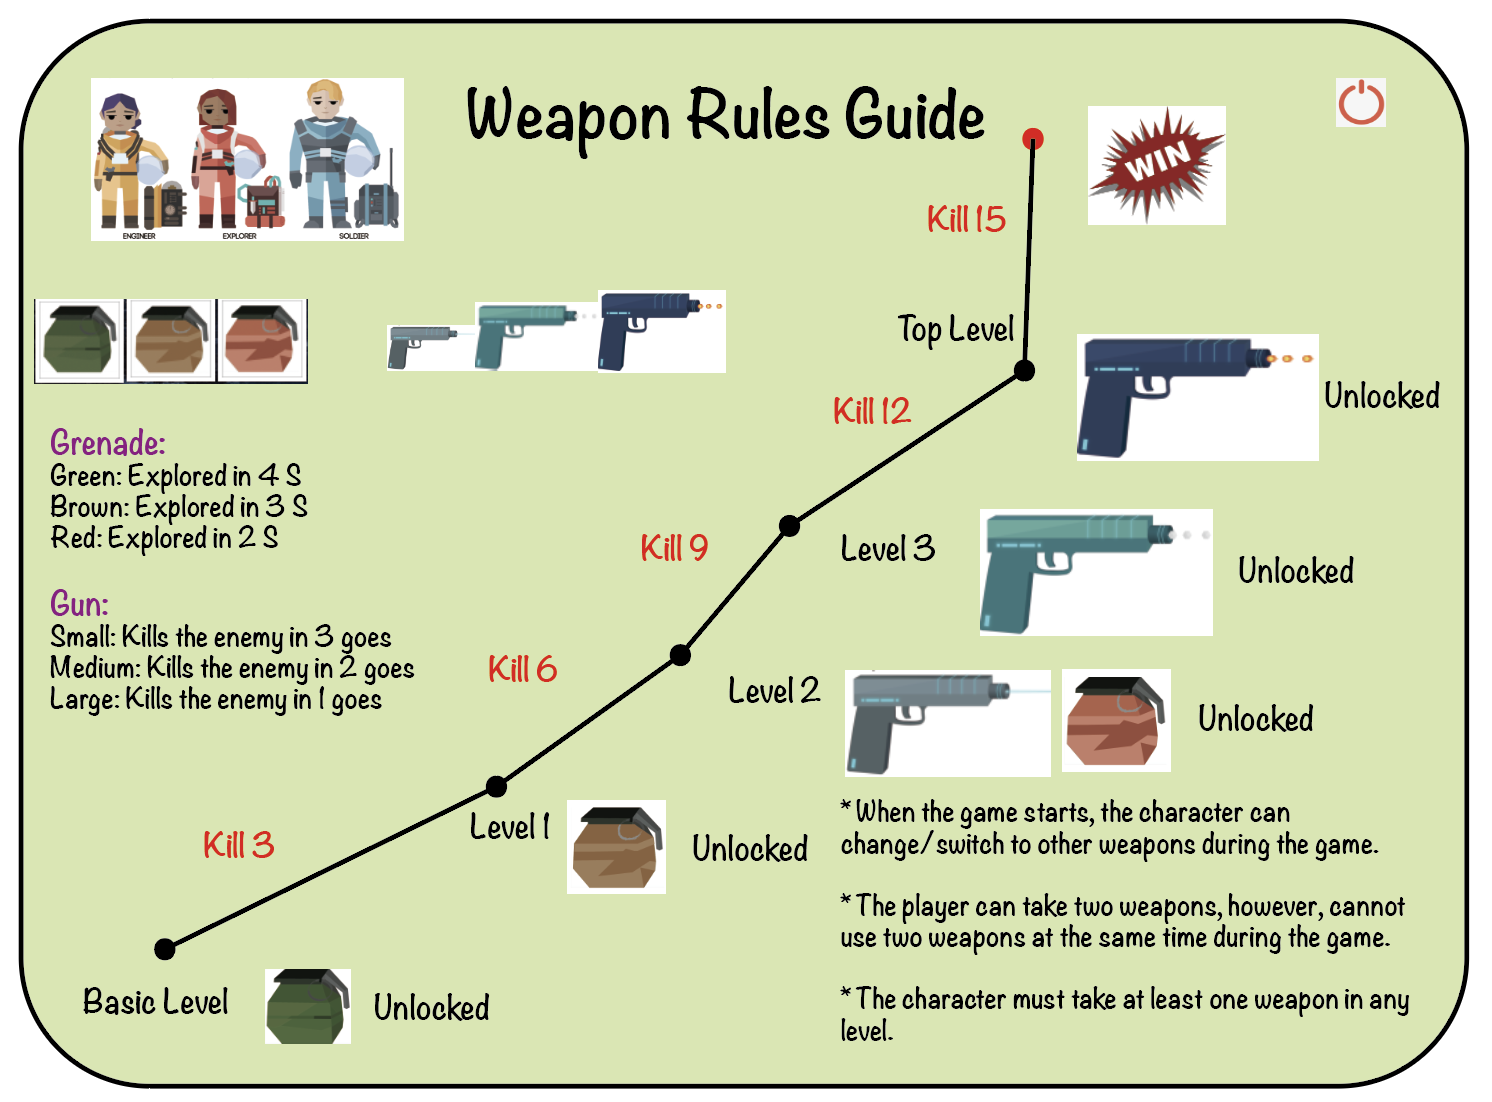 Weapon Rules Guide
ENGINEER
EXPLORER
SOLDIER
WIN
Kill 15
Top Level
Unlocked
Kill 12
Grenade:
Green: Explored in 4 S
Brown: Explored in 3 S
Red: Explored in 2 S
Kill 9
Level 3
Unlocked
Gun:
Small: Kills the enemy in 3 goes
Medium: Kills the enemy in 2 goes
Large: Kills the enemy in 1 goes
Kill 6
Level 2
Unlocked
Kill 3
Level 1
Unlocked
* When the game starts, the character can
change/switch to other weapons during the game.
* The player can take two weapons, however, cannot
use two weapons at the same time during the game.
* The character must take at least one weapon in any
level.
Basic Level
Unlocked